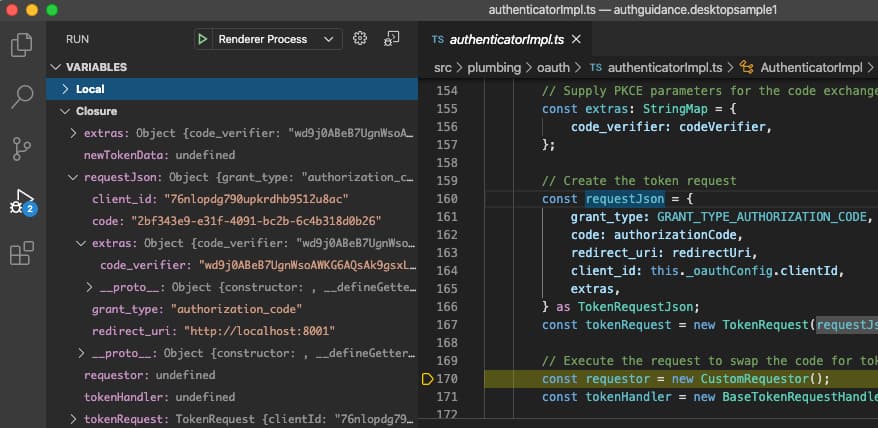 authenticatorImpl.ts — authguidance.desktopsample1
RUN
Renderer Process
VARIABLES
Local
Closure
extras: Object {code_verifier: "wd9j0ABeB7UgnWsoA…
newTokenData: undefined
requestJson: Object {grant_type: "authorization_c…
client_id: "76nlopdg790upkrdhb9512u8ac"
code: "2bf343e9-e31f-4091-bc2b-6c4b318d0b26"
extras: Object {code_verifier: "wd9j0ABeB7UgnWso…
code_verifier: "wd9j0ABeB7UgnWsoAWKG6AQsAk9gsxL…
__proto__: Object {constructor: , __defineGette…
grant_type: "authorization_code"
redirect_uri: "http://localhost:8001"
__proto__: Object {constructor: , __defineGetter…
requestor: undefined
tokenHandler: undefined
tokenRequest: TokenRequest {clientId: "76nlopdg79…
2
TS authenticatorImpl.ts
src > plumbing > oauth > TS authenticatorImpl.ts > AuthenticatorImpl >
154 // Supply PKCE parameters for the code exchange
155 const extras: StringMap = {
156 code_verifier: codeVerifier,
157 };
158
159 // Create the token request
160 const requestJson = {
161 grant_type: GRANT_TYPE_AUTHORIZATION_CODE,
162 code: authorizationCode,
163 redirect_uri: redirectUri,
164 client_id: this._oauthConfig.clientId,
165 extras,
166 } as TokenRequestJson;
167 const tokenRequest = new TokenRequest(requestJs
168
169 // Execute the request to swap the code for tok
170 const requestor = new CustomRequestor();
171 const tokenHandler = new BaseTokenRequestHandle
172